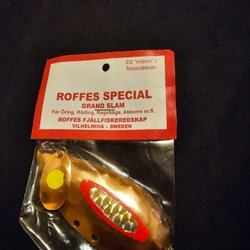 Ett "måste" i
fiskeväskan
ROFFES SPECIAL
GRAND SLAM
För Öring, Röding, Regnbåge, Abborre m.fl.
ROFFES FJÄLLFISKEREDSKAP
VILHELMINA – SWEDEN